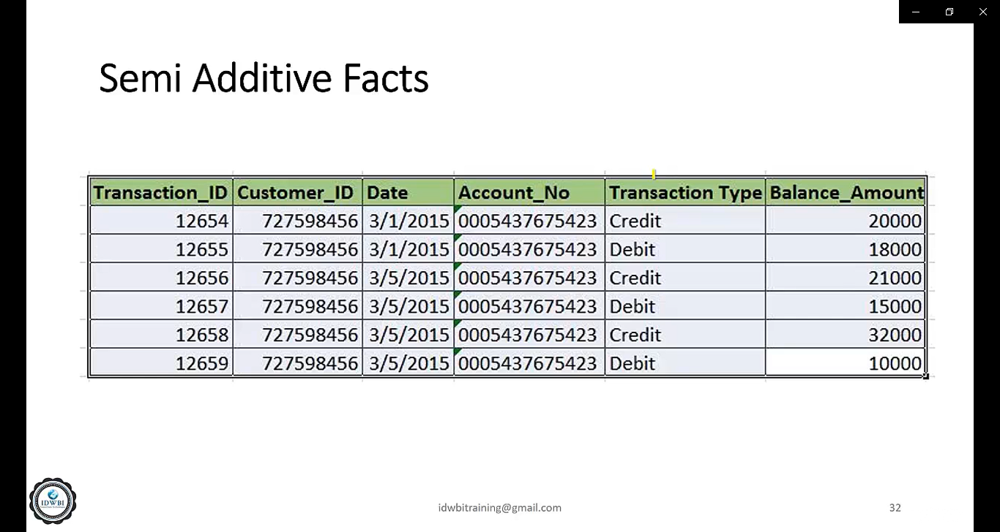 Semi Additive Facts
Transaction_ID Customer_ID Date Account_No Transaction Type Balance_Amount
12654 727598456 3/1/2015 0005437675423 Credit 20000
12655 727598456 3/1/2015 0005437675423 Debit 18000
12656 727598456 3/5/2015 0005437675423 Credit 21000
12657 727598456 3/5/2015 0005437675423 Debit 15000
12658 727598456 3/5/2015 0005437675423 Credit 32000
12659 727598456 3/5/2015 0005437675423 Debit 10000
IDWBI
idwbitraining@gmail.com 32